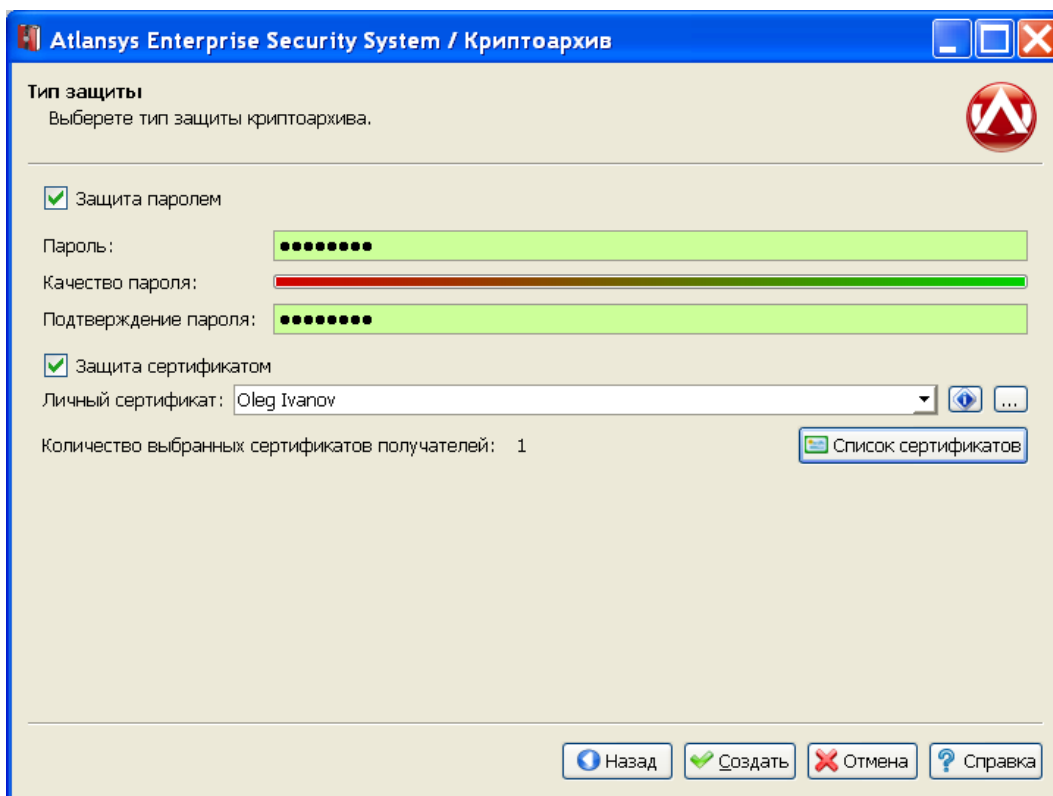 Atlansys Enterprise Security System / Криптоархив
Тип защиты
Выберете тип защиты криптоархива.
Защита паролем
Пароль: ●●●●●●●●
Качество пароля:
Подтверждение пароля: ●●●●●●●●
Защита сертификатом
Личный сертификат: Oleg Ivanov ...
Количество выбранных сертификатов получателей: 1 Список сертификатов
Назад Создать Отмена Справка